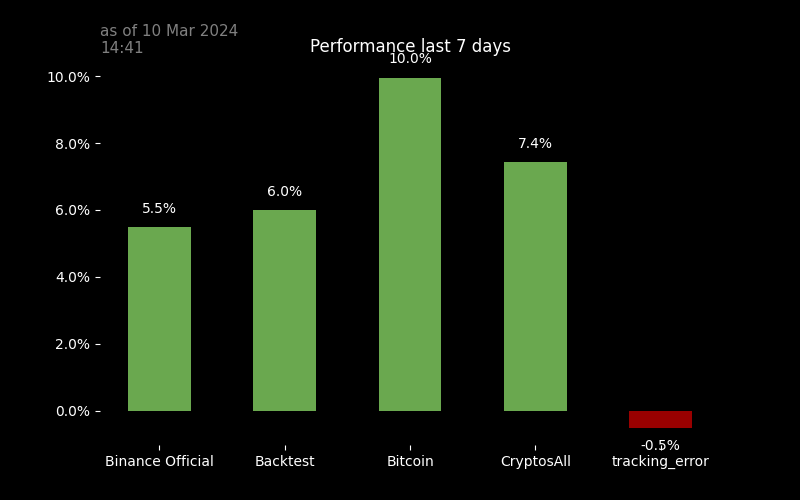 as of 10 Mar 2024
14:41
Performance last 7 days
10.0%
10.0%
8.0%
7.4%
6.0%
6.0%
5.5%
4.0%
2.0%
0.0%
-0.5%
Binance Official
Backtest
Bitcoin
CryptosAll
tracking_error